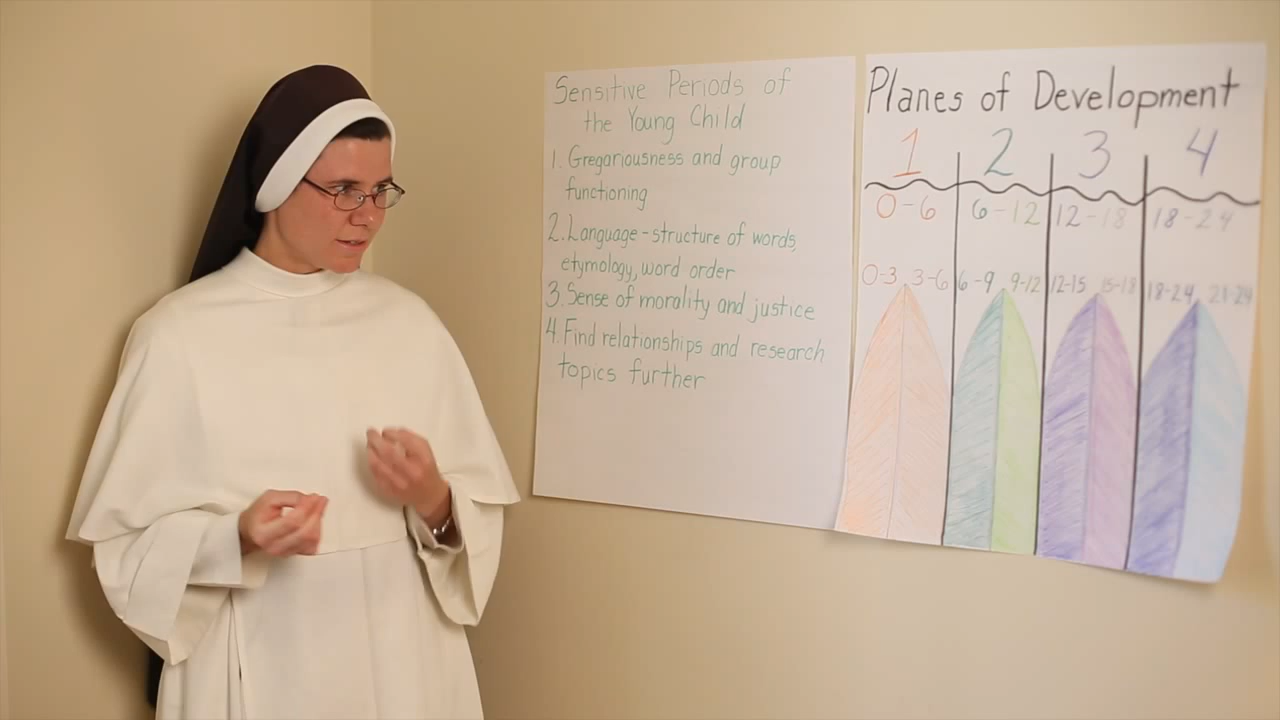 Sensitive Periods of
the Young Child
1. Gregariousness and group
functioning
2. Language - structure of words,
etymology, word order
3. Sense of morality and justice
4. Find relationships and research
topics further
Planes of Development
1 2 3 4
0-6 6-12 12-18 18-24
0-3 3-6 6-9 9-12 12-15 15-18 18-24 21-24